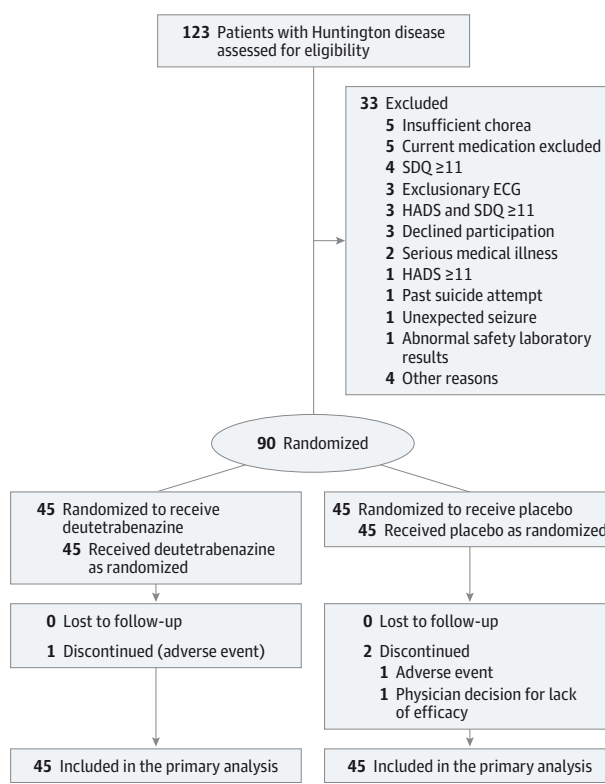 123 Patients with Huntington disease
assessed for eligibility
33 Excluded
5 Insufficient chorea
5 Current medication excluded
4 SDQ ≥11
3 Exclusionary ECG
3 HADS and SDQ ≥11
3 Declined participation
2 Serious medical illness
1 HADS ≥11
1 Past suicide attempt
1 Unexpected seizure
1 Abnormal safety laboratory
results
4 Other reasons
90 Randomized
45 Randomized to receive
deutetrabenazine
45 Received deutetrabenazine
as randomized
45 Randomized to receive placebo
45 Received placebo as randomized
0 Lost to follow-up
1 Discontinued (adverse event)
0 Lost to follow-up
2 Discontinued
1 Adverse event
1 Physician decision for lack
of efficacy
45 Included in the primary analysis
45 Included in the primary analysis